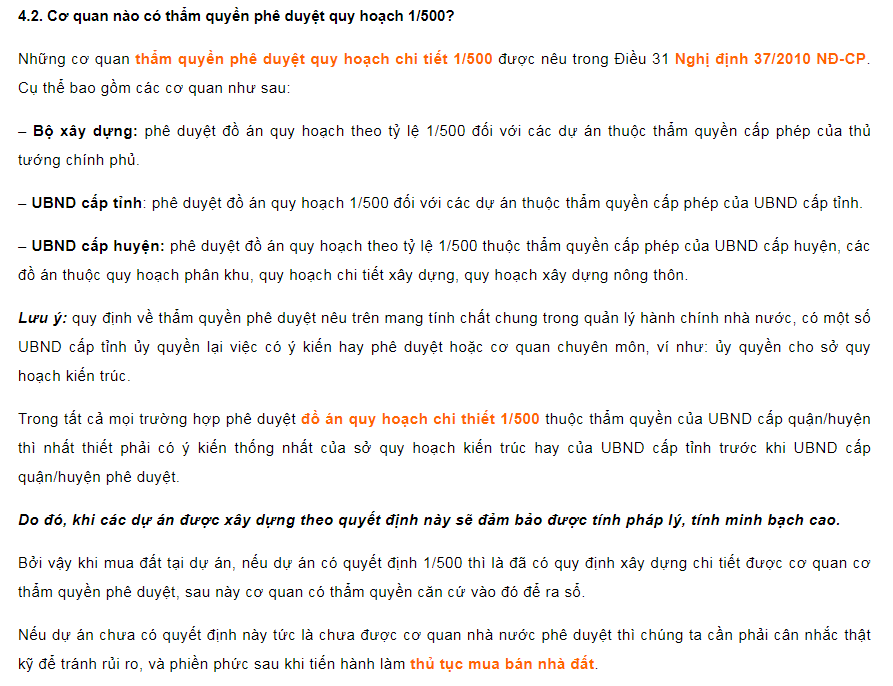 4.2. Cơ quan nào có thẩm quyền phê duyệt quy hoạch 1/500?
Những cơ quan thẩm quyền phê duyệt quy hoạch chi tiết 1/500 được nêu trong Điều 31 Nghị định 37/2010 NĐ-CP.
Cụ thể bao gồm các cơ quan như sau:
– Bộ xây dựng: phê duyệt đồ án quy hoạch theo tỷ lệ 1/500 đối với các dự án thuộc thẩm quyền cấp phép của thủ
tướng chính phủ.
– UBND cấp tỉnh: phê duyệt đồ án quy hoạch 1/500 đối với các dự án thuộc thẩm quyền cấp phép của UBND cấp tỉnh.
– UBND cấp huyện: phê duyệt đồ án quy hoạch theo tỷ lệ 1/500 thuộc thẩm quyền cấp phép của UBND cấp huyện, các
đồ án thuộc quy hoạch phân khu, quy hoạch chi tiết xây dựng, quy hoạch xây dựng nông thôn.
Lưu ý: quy định về thẩm quyền phê duyệt nêu trên mang tính chất chung trong quản lý hành chính nhà nước, có một số
UBND cấp tỉnh ủy quyền lại việc có ý kiến hay phê duyệt hoặc cơ quan chuyên môn, ví như: ủy quyền cho sở quy
hoạch kiến trúc.
Trong tất cả mọi trường hợp phê duyệt đồ án quy hoạch chi thiết 1/500 thuộc thẩm quyền của UBND cấp quận/huyện
thì nhất thiết phải có ý kiến thống nhất của sở quy hoạch kiến trúc hay của UBND cấp tỉnh trước khi UBND cấp
quận/huyện phê duyệt.
Do đó, khi các dự án được xây dựng theo quyết định này sẽ đảm bảo được tính pháp lý, tính minh bạch cao.
Bởi vậy khi mua đất tại dự án, nếu dự án có quyết định 1/500 thì là đã có quy định xây dựng chi tiết được cơ quan cơ
thẩm quyền phê duyệt, sau này cơ quan có thẩm quyền căn cứ vào đó để ra sổ.
Nếu dự án chưa có quyết định này tức là chưa được cơ quan nhà nước phê duyệt thì chúng ta cần phải cân nhắc thật
kỹ để tránh rủi ro, và phiền phức sau khi tiến hành làm thủ tục mua bán nhà đất.